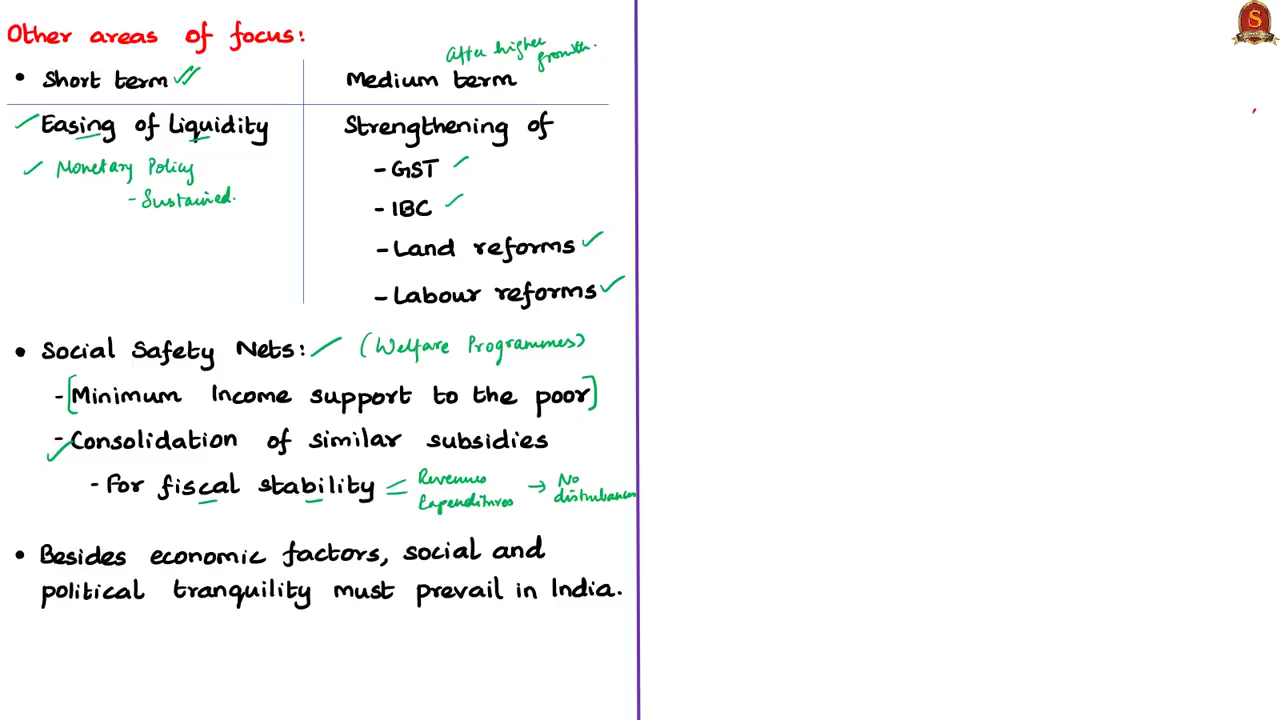 Other areas of focus:
After higher growth.
• Short term
Medium term
Easing of liquidity
Monetary Policy
- Sustained.
Strengthening of
- GST
- IBC
- Land reforms
- Labour reforms
• Social Safety Nets: (Welfare Programmes)
- [Minimum Income support to the poor]
- Consolidation of similar subsidies
- For fiscal stability
Revenues
Expenditures
→ No disturbances
• Besides economic factors, social and
political tranquility must prevail in India.
S